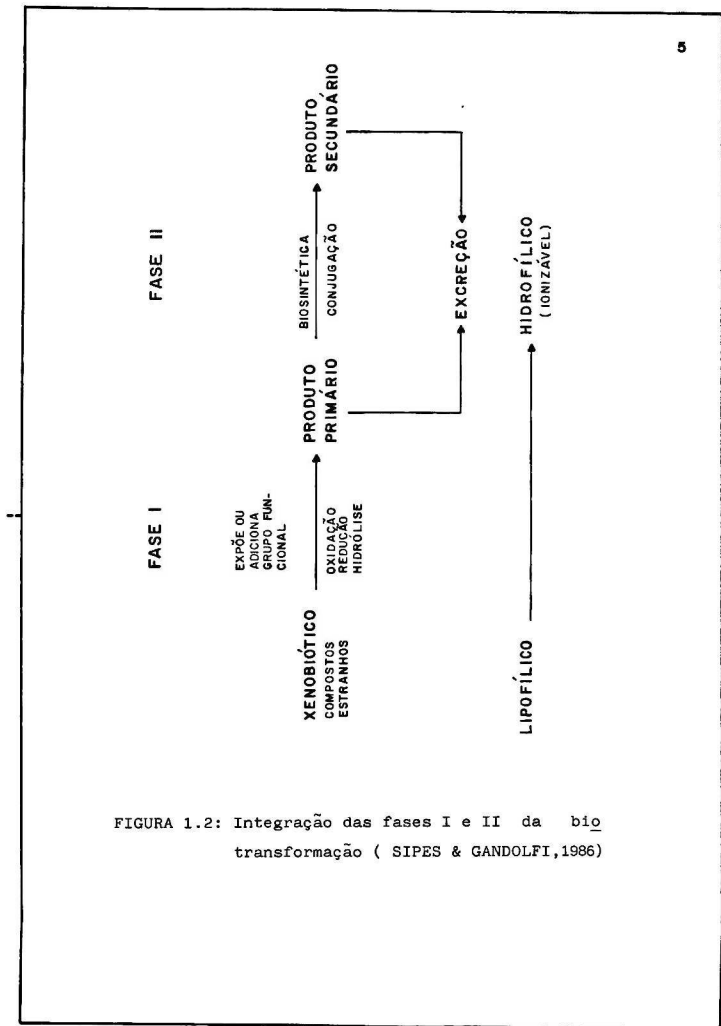 5
FASE I
FASE II
EXPÕE OU
ADICIONA
GRUPO FUN-
CIONAL
BIOSINTÉTICA
XENOBIÓTICO
COMPOSTOS
ESTRANHOS
OXIDAÇÃO
REDUÇÃO
HIDRÓLISE
PRODUTO
PRIMÁRIO
CONJUGAÇÃO
PRODUTO
SECUNDÁRIO
EXCREÇÃO
LIPOFÍLICO
HIDROFÍLICO
(IONIZÁVEL)
FIGURA 1.2: Integração das fases I e II da bio
transformação ( SIPES & GANDOLFI,1986)